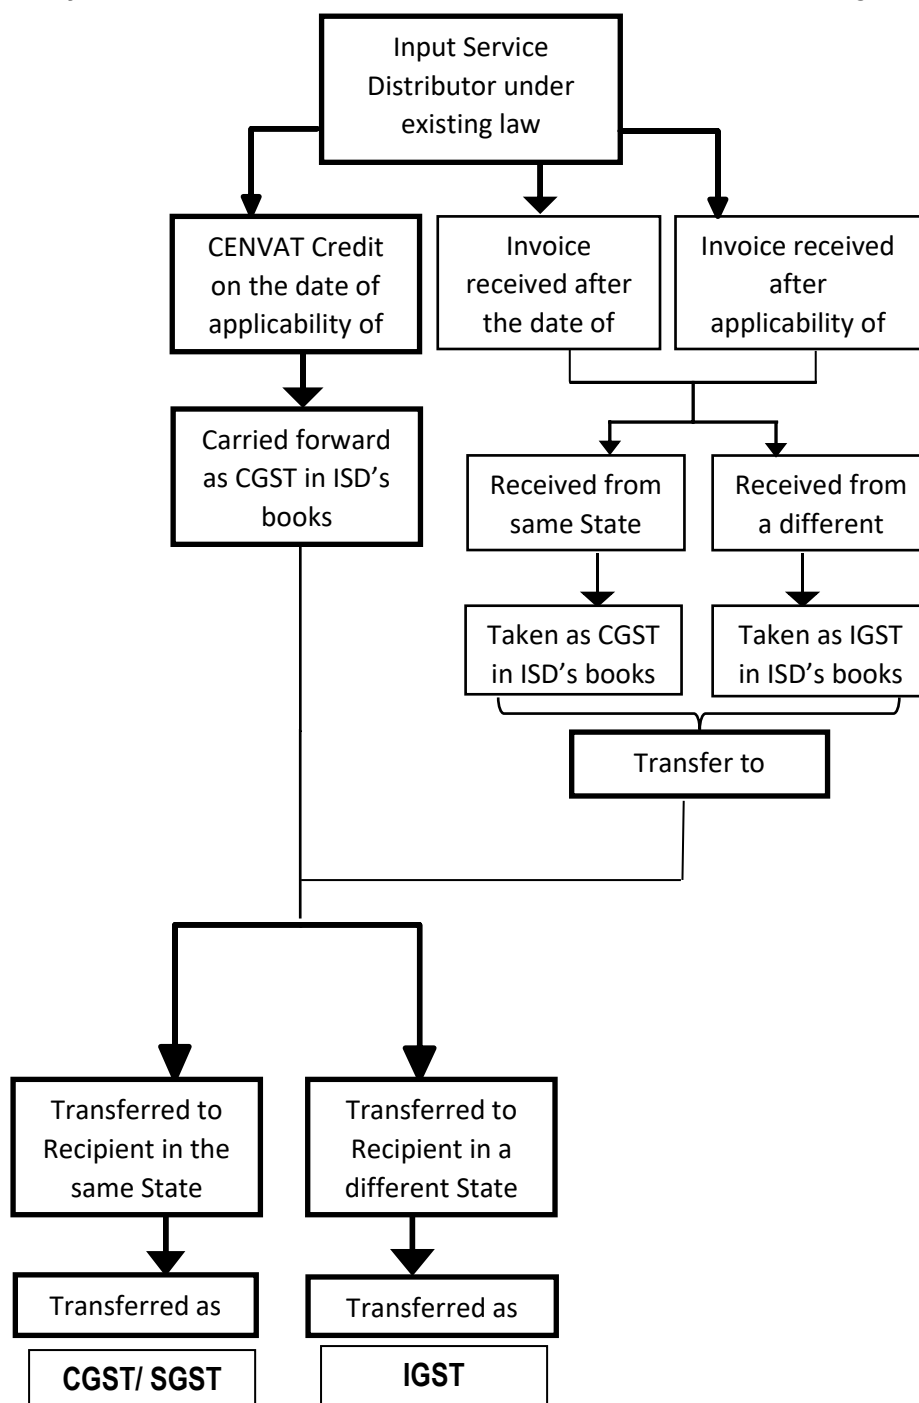 Input Service
Distributor under
existing law
CENVAT Credit
on the date of
applicability of
Invoice
received after
the date of
Invoice received
after
applicability of
Carried forward
as CGST in ISD’s
books
Received from
same State
Received from
a different
Taken as CGST
in ISD’s books
Taken as IGST
in ISD’s books
Transfer to
Transferred to
Recipient in the
same State
Transferred to
Recipient in a
different State
Transferred as
Transferred as
CGST/ SGST
IGST